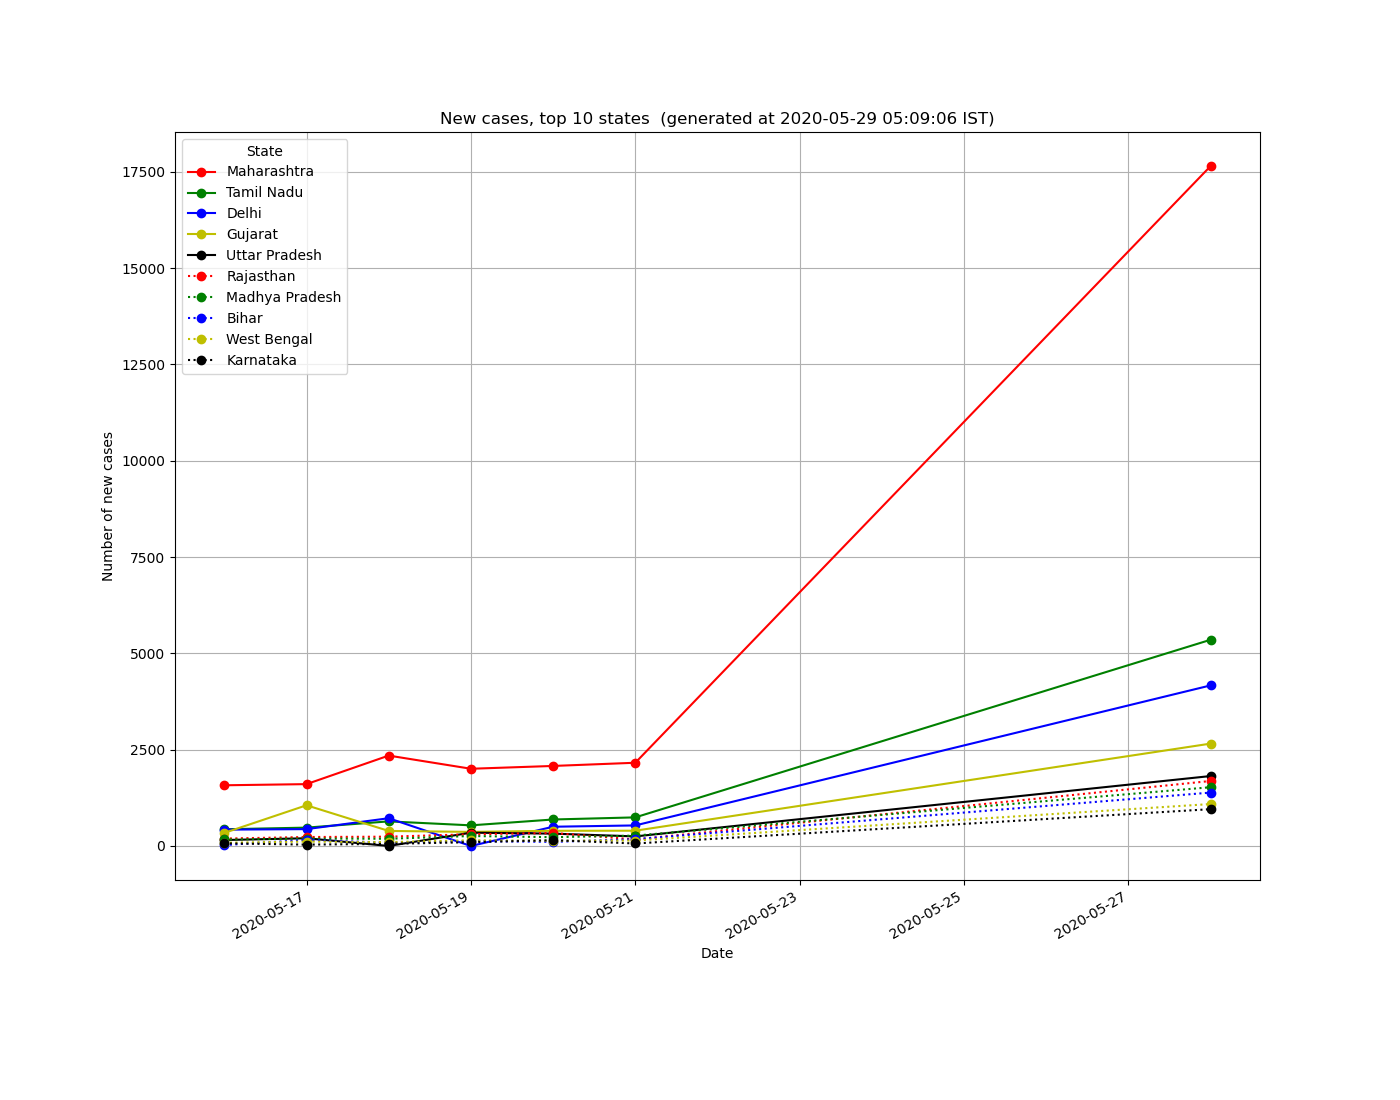 New cases, top 10 states  (generated at 2020-05-29 05:09:06 IST)
State
Maharashtra
Tamil Nadu
Delhi
Gujarat
Uttar Pradesh
Rajasthan
Madhya Pradesh
Bihar
West Bengal
Karnataka
17500
15000
12500
10000
7500
5000
2500
0
Number of new cases
2020-05-17
2020-05-19
2020-05-21
2020-05-23
2020-05-25
2020-05-27
Date